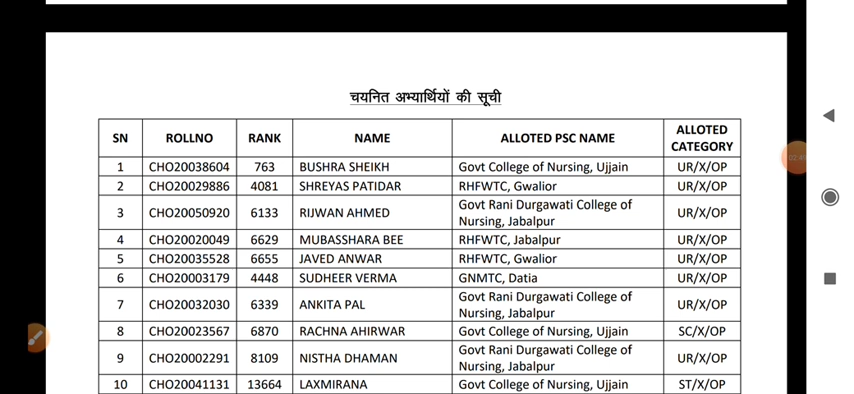 चयनित अभ्यार्थियों की सूची
SN ROLLNO RANK NAME ALLOTED PSC NAME ALLOTED CATEGORY
1 CHO20038604 763 BUSHRA SHEIKH Govt College of Nursing, Ujjain UR/X/OP
2 CHO20029886 4081 SHREYAS PATIDAR RHFWTC, Gwalior UR/X/OP
3 CHO20050920 6133 RIJWAN AHMED Govt Rani Durgawati College of Nursing, Jabalpur UR/X/OP
4 CHO20020049 6629 MUBASSHARA BEE RHFWTC, Jabalpur UR/X/OP
5 CHO20035528 6655 JAVED ANWAR RHFWTC, Gwalior UR/X/OP
6 CHO20003179 4448 SUDHEER VERMA GNMTC, Datia UR/X/OP
7 CHO20032030 6339 ANKITA PAL Govt Rani Durgawati College of Nursing, Jabalpur UR/X/OP
8 CHO20023567 6870 RACHNA AHIRWAR Govt College of Nursing, Ujjain SC/X/OP
9 CHO20002291 8109 NISTHA DHAMAN Govt Rani Durgawati College of Nursing, Jabalpur UR/X/OP
10 CHO20041131 13664 LAXMIRANA Govt College of Nursing, Ujjain ST/X/OP